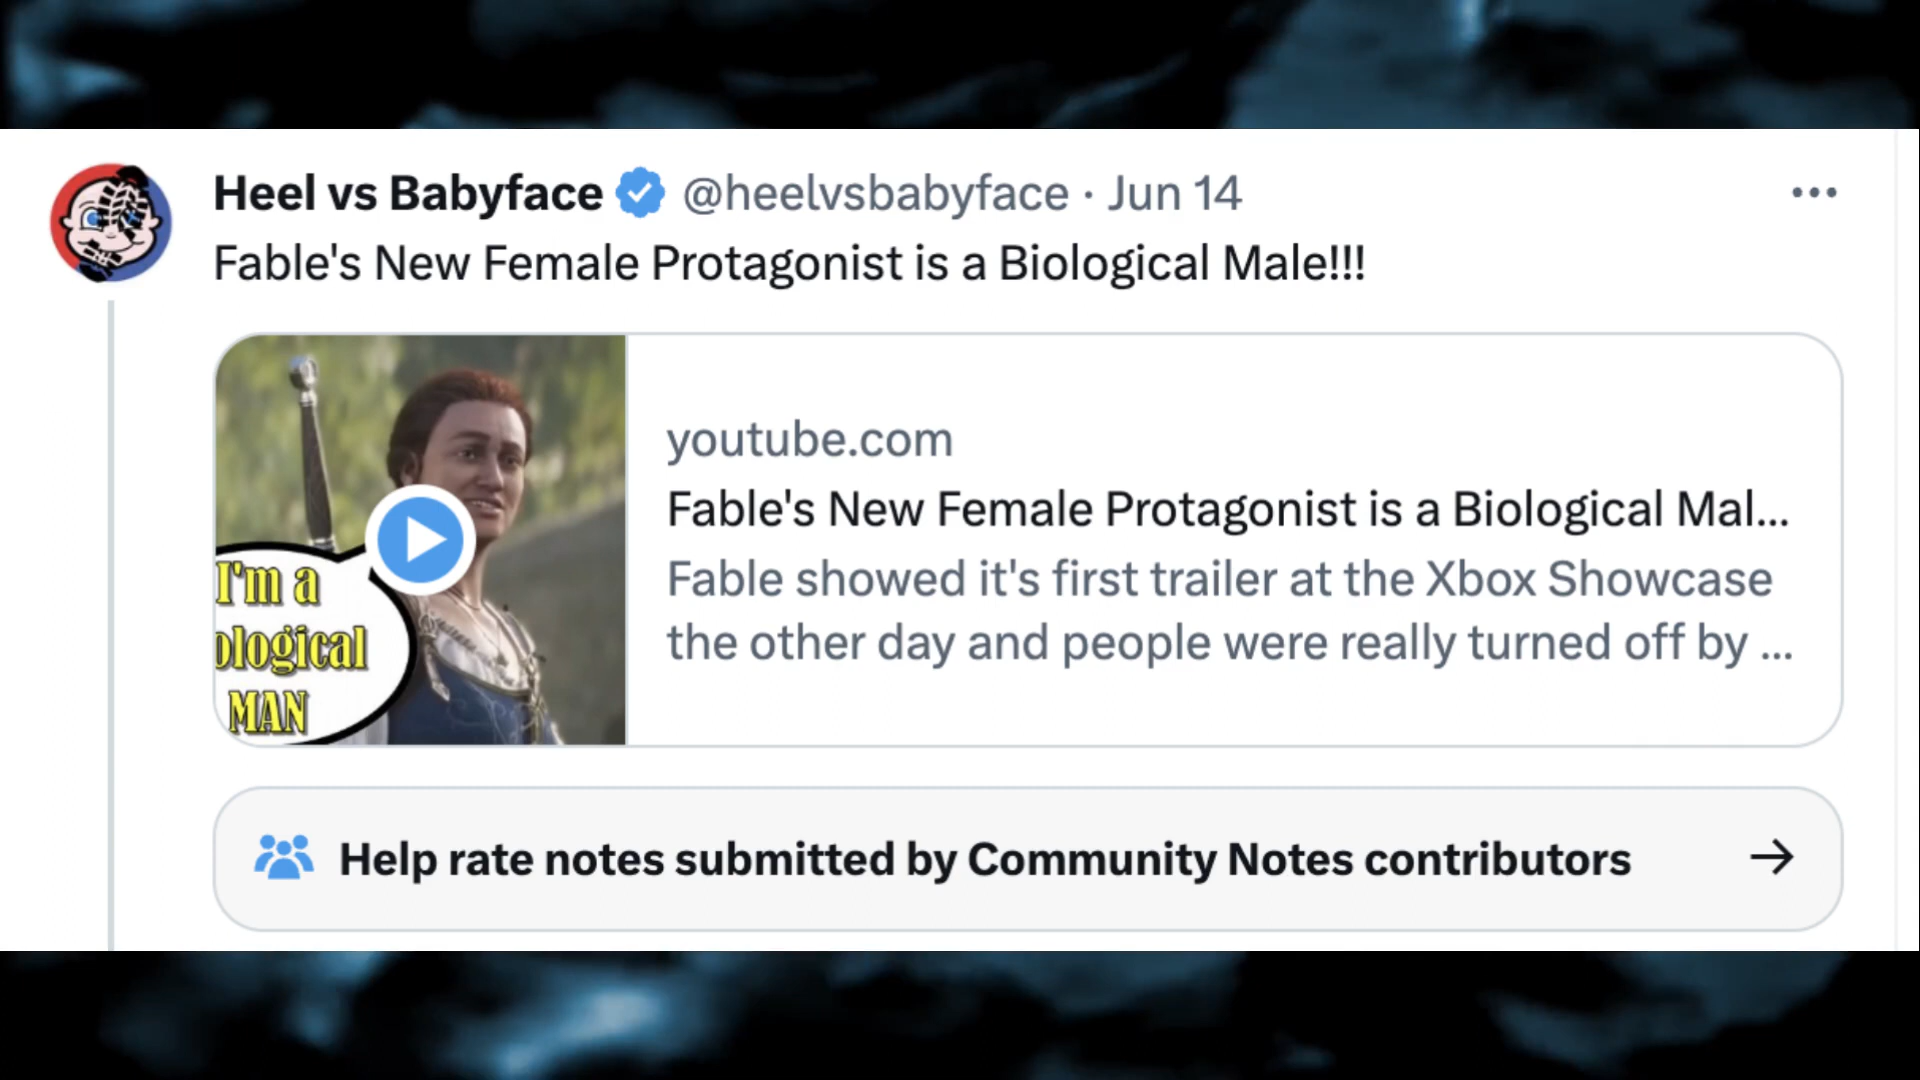 Heel vs Babyface @heelvsbabyface · Jun 14
Fable's New Female Protagonist is a Biological Male!!!
I'm a
ological
MAN
youtube.com
Fable's New Female Protagonist is a Biological Mal...
Fable showed it's first trailer at the Xbox Showcase
the other day and people were really turned off by ...
Help rate notes submitted by Community Notes contributors